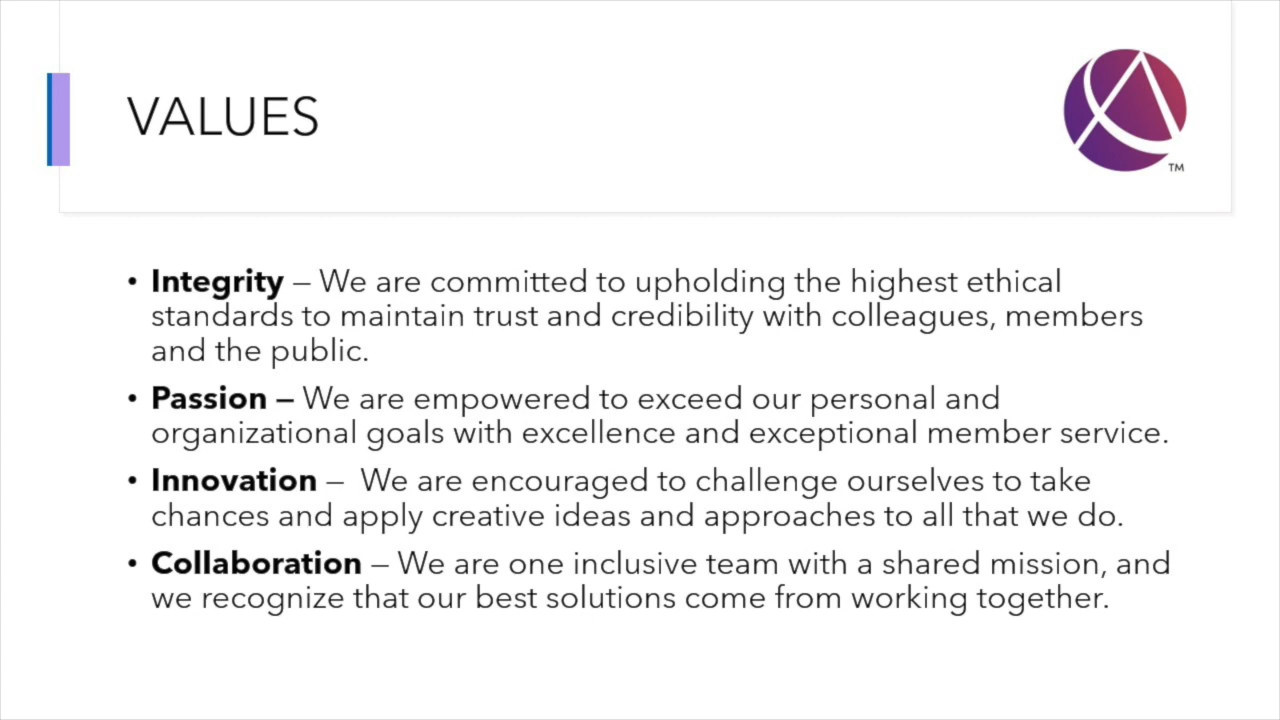 VALUES
TM
• Integrity – We are committed to upholding the highest ethical
standards to maintain trust and credibility with colleagues, members
and the public.
• Passion – We are empowered to exceed our personal and
organizational goals with excellence and exceptional member service.
• Innovation –  We are encouraged to challenge ourselves to take
chances and apply creative ideas and approaches to all that we do.
• Collaboration – We are one inclusive team with a shared mission, and
we recognize that our best solutions come from working together.